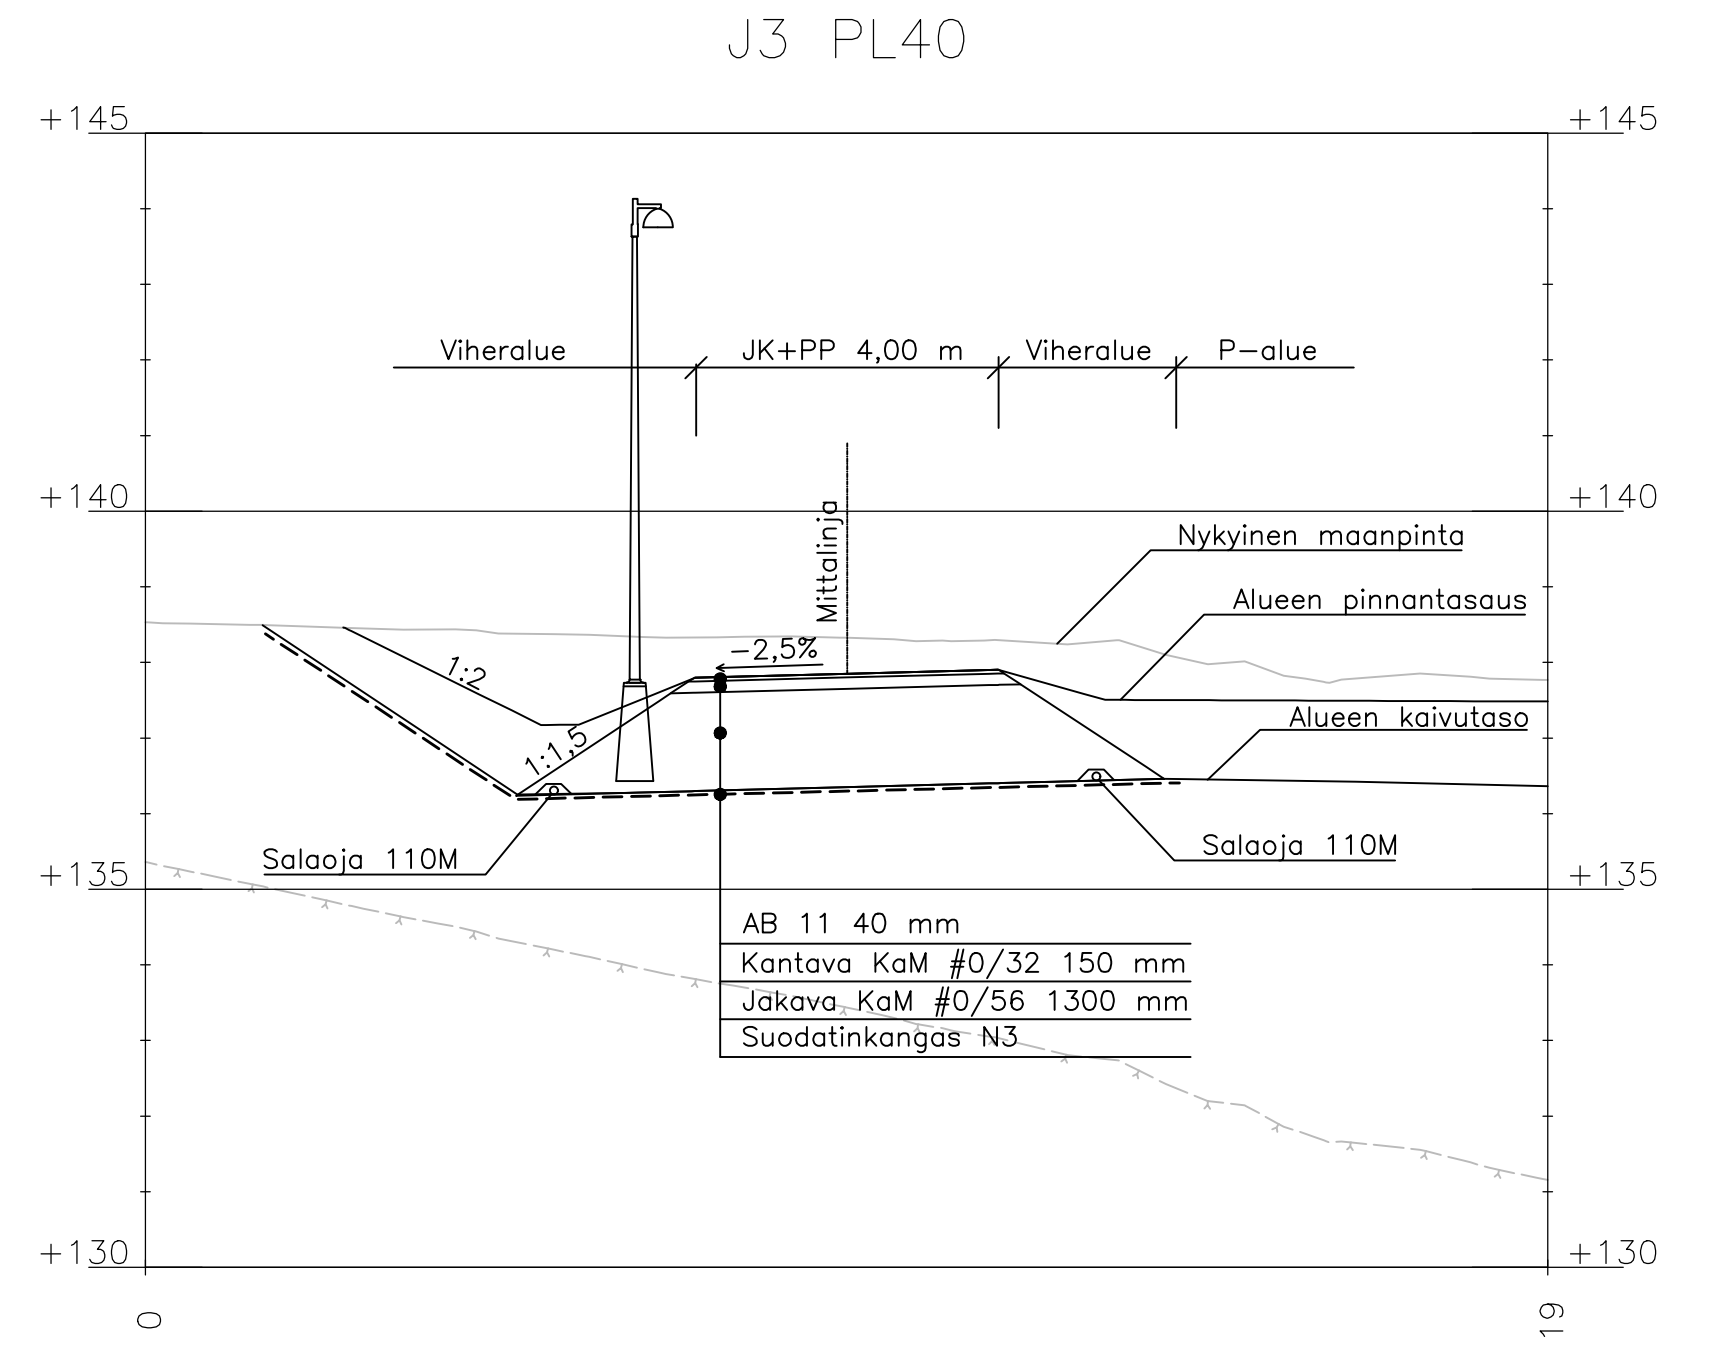 J3 PL40
+145
+145
Viheralue
JK+PP 4,00 m
Viheralue
P-alue
+140
+140
Mittalinja
Nykyinen maanpinta
Alueen pinnantasaus
-2,5%
1:2
Alueen kaivutaso
1:1,5
Salaoja 110M
Salaoja 110M
+135
+135
AB 11 40 mm
Kantava KaM #0/32 150 mm
Jakava KaM #0/56 1300 mm
Suodatinkangas N3
+130
+130
0
19